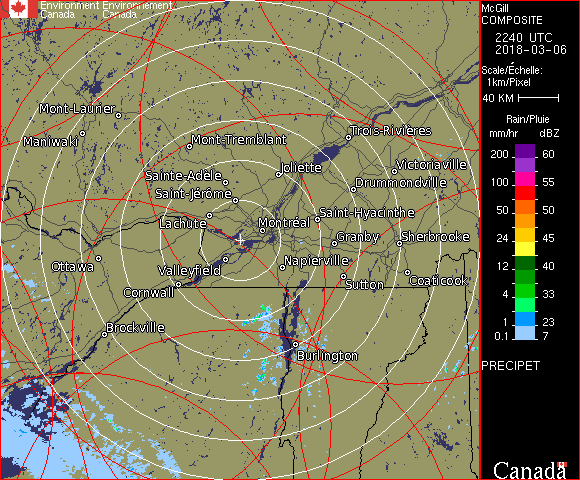 Environment Environnement
Canada Canada
McGill
COMPOSITE
2240 UTC
2018-03-06
Scale/Échelle:
1km/Pixel
40 KM
Rain/Pluie
mm/hr dBZ
200 60
100 55
50 50
24 45
12 40
4 33
1 23
0.1 7
PRECIPET
Canada
Mont-Laurier
Maniwaki
Mont-Tremblant
Trois-Rivières
Joliette
Victoriaville
Sainte-Adèle
Drummondville
Saint-Jérôme
Lachute
Saint-Hyacinthe
Montréal
Granby
Sherbrooke
Ottawa
Valleyfield
Napierville
Cornwall
Sutton
Coaticook
Brockville
Burlington